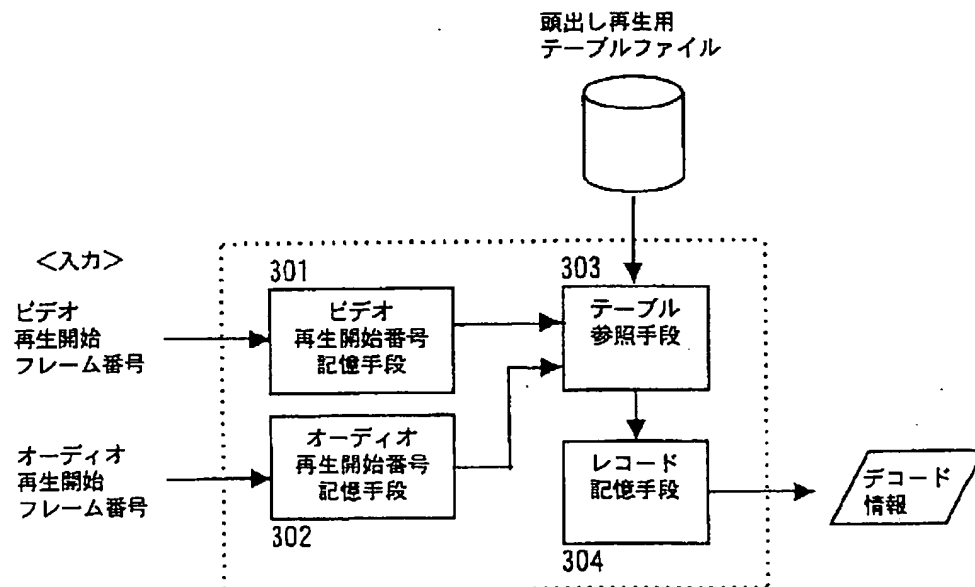 頭出し再生用
テーブルファイル
<入力>
ビデオ
再生開始
フレーム番号
301
ビデオ
再生開始番号
記憶手段
303
テーブル
参照手段
オーディオ
再生開始
フレーム番号
オーディオ
再生開始番号
記憶手段
302
レコード
記憶手段
304
デコード
情報